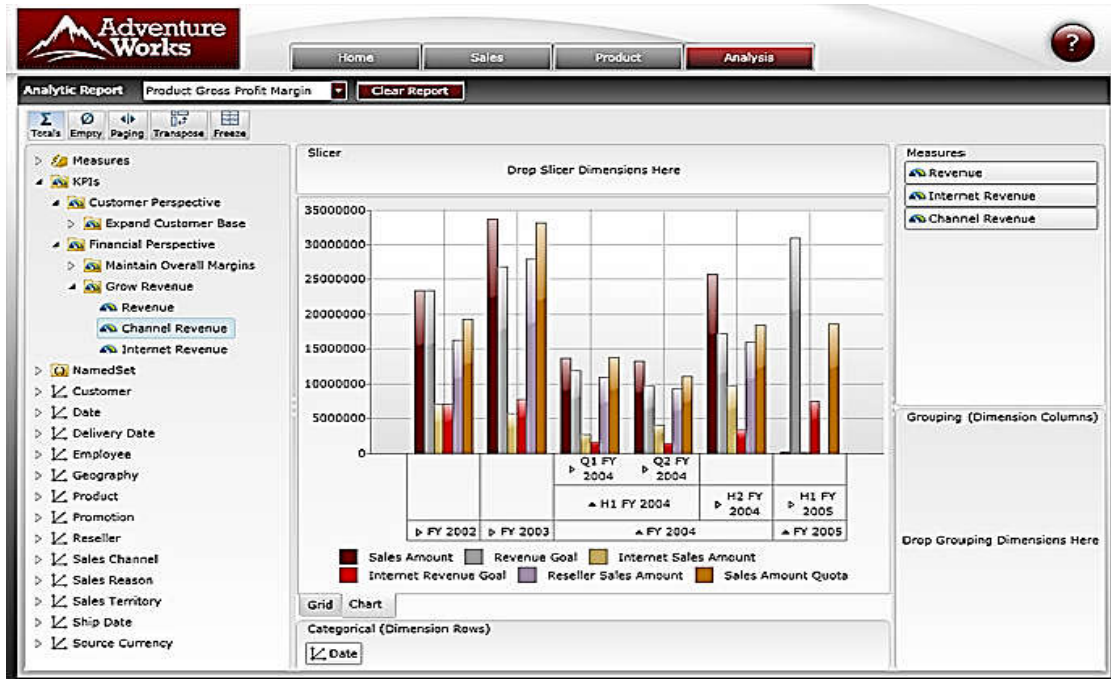 Adventure
Works
Home Sales Product Analysis
?
Analytic Report Product Gross Profit Margin Clear Report
Totals Empty Paging Transpose Freeze
Measures
KPIs
Customer Perspective
Expand Customer Base
Financial Perspective
Maintain Overall Margins
Grow Revenue
Revenue
Channel Revenue
Internet Revenue
NamedSet
Customer
Date
Delivery Date
Employee
Geography
Product
Promotion
Reseller
Sales Channel
Sales Reason
Sales Territory
Ship Date
Source Currency
Slicer
Drop Slicer Dimensions Here
35000000
30000000
25000000
20000000
15000000
10000000
5000000
0
Q1 FY 2004
Q2 FY 2004
H1 FY 2004
H2 FY 2004
H1 FY 2005
FY 2002 FY 2003 FY 2004 FY 2005
Sales Amount Revenue Goal Internet Sales Amount
Internet Revenue Goal Reseller Sales Amount Sales Amount Quota
Grid Chart
Categorical (Dimension Rows)
Date
Measures
Revenue
Internet Revenue
Channel Revenue
Grouping (Dimension Columns)
Drop Grouping Dimensions Here